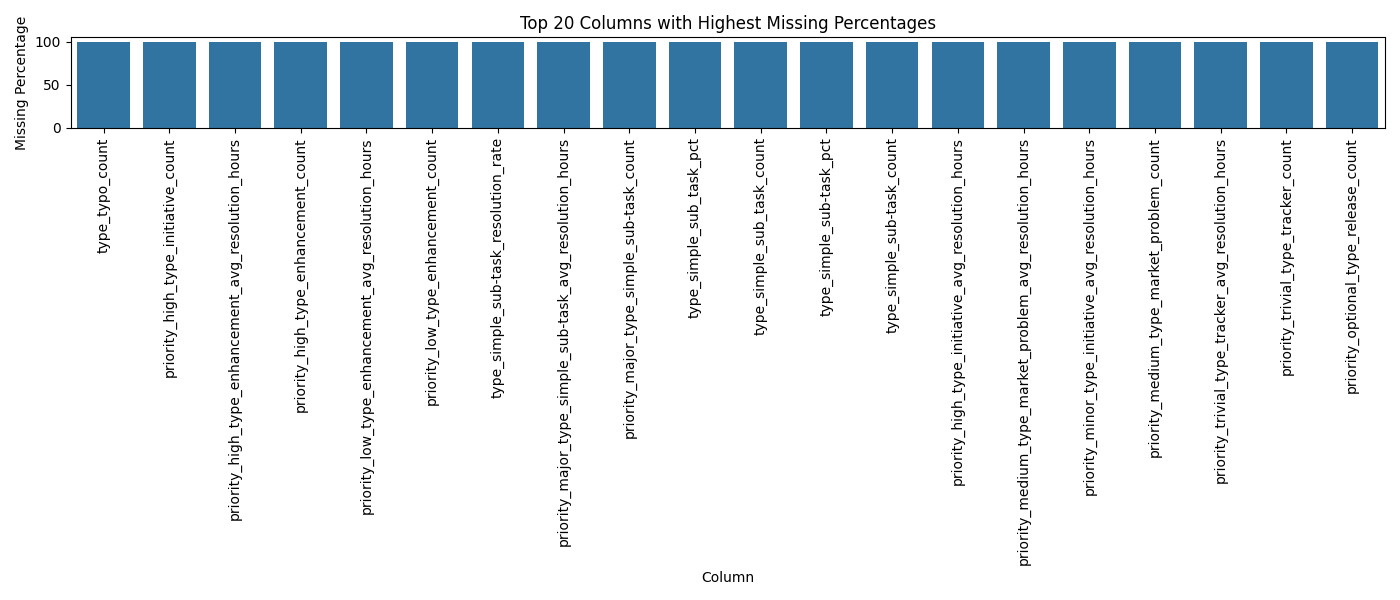 Top 20 Columns with Highest Missing Percentages
Missing Percentage
100
50
0
type_typo_count
priority_high_type_initiative_count
priority_high_type_enhancement_avg_resolution_hours
priority_high_type_enhancement_count
priority_low_type_enhancement_avg_resolution_hours
priority_low_type_enhancement_count
type_simple_sub-task_resolution_rate
priority_major_type_simple_sub-task_avg_resolution_hours
priority_major_type_simple_sub-task_count
type_simple_sub_task_pct
type_simple_sub_task_count
type_simple_sub-task_pct
type_simple_sub-task_count
priority_high_type_initiative_avg_resolution_hours
priority_medium_type_market_problem_avg_resolution_hours
priority_minor_type_initiative_avg_resolution_hours
priority_medium_type_market_problem_count
priority_trivial_type_tracker_avg_resolution_hours
priority_trivial_type_tracker_count
priority_optional_type_release_count
Column